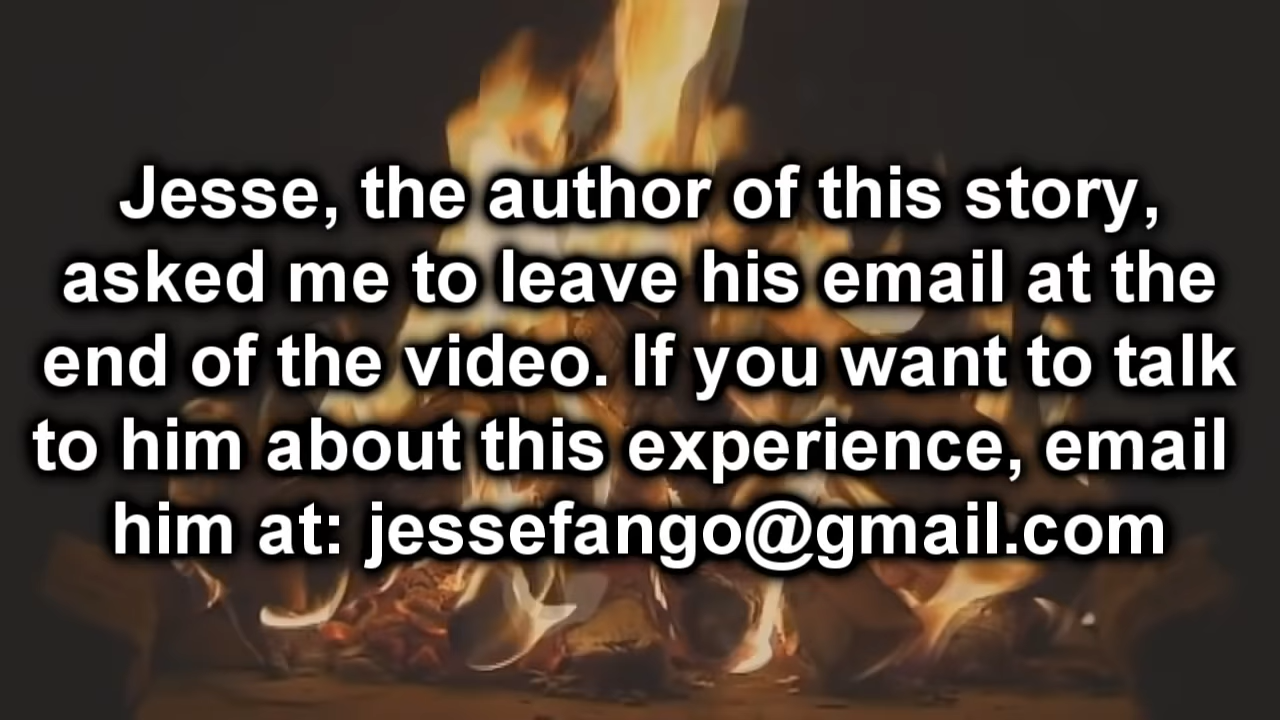 Jesse, the author of this story,
asked me to leave his email at the
end of the video. If you want to talk
to him about this experience, email
him at: jessefango@gmail.com